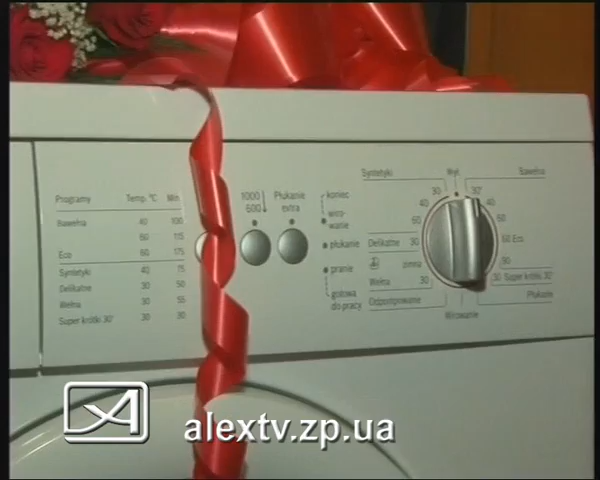 Programy Temp. °C Min.
Bawełna 40 100
60 115
Eco 60 175
Syntetyki 40 75
Delikatne 30 50
Wełna 30 55
Super krótki 30' 30 30
1000
600
Płukanie
extra
koniec
wiro-
wanie
płukanie
pranie
gotowa
do pracy
Syntetyki Wył. Bawełna
30 30'
40 40
60 60
Delikatne 30 60 Eco
zimna 90
Wełna 30 30 Super krótki 30'
Odpompowanie Płukanie
Wirowanie
A
alextv.zp.ua